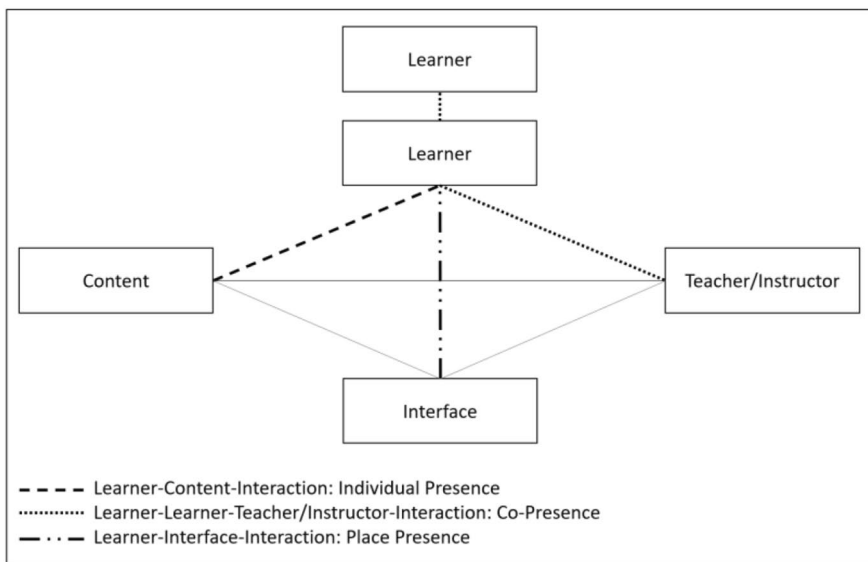 Learner
Learner
Content
Teacher/Instructor
Interface
Learner-Content-Interaction: Individual Presence
Learner-Learner-Teacher/Instructor-Interaction: Co-Presence
Learner-Interface-Interaction: Place Presence